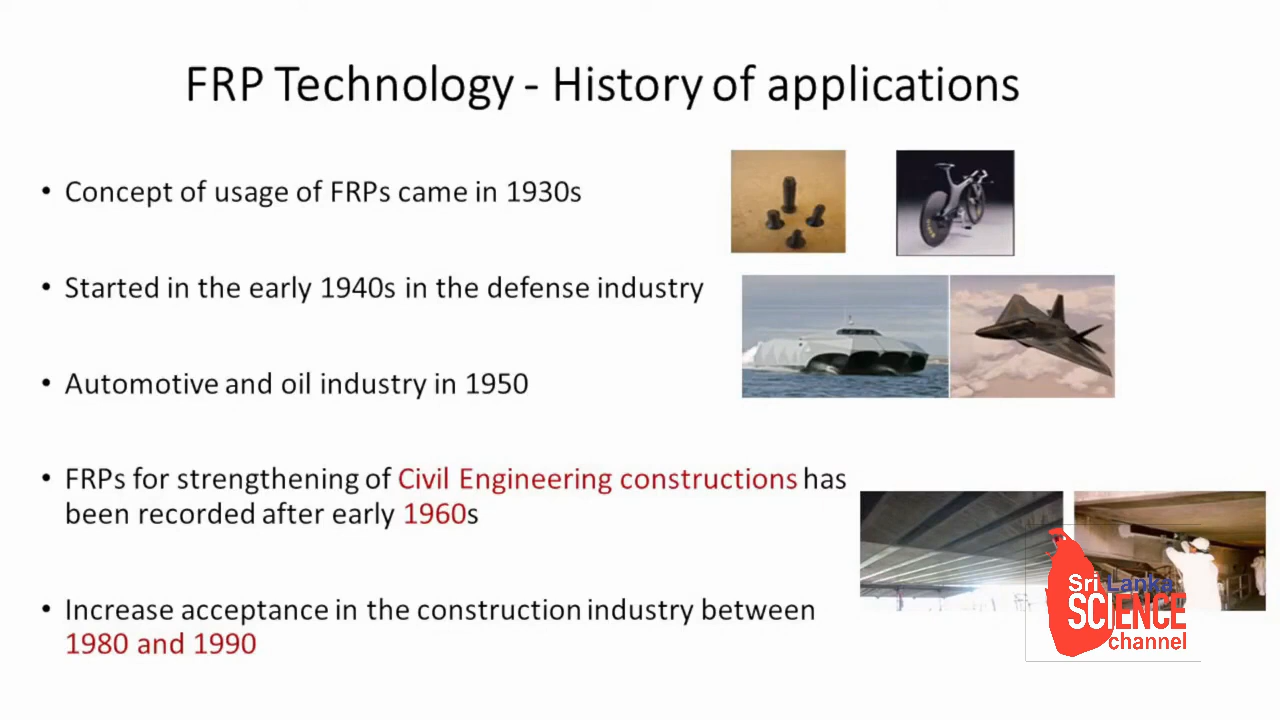 FRP Technology - History of applications
• Concept of usage of FRPs came in 1930s
• Started in the early 1940s in the defense industry
• Automotive and oil industry in 1950
• FRPs for strengthening of Civil Engineering constructions has
been recorded after early 1960s
• Increase acceptance in the construction industry between
1980 and 1990
Sri Lanka
SCIENCE
channel